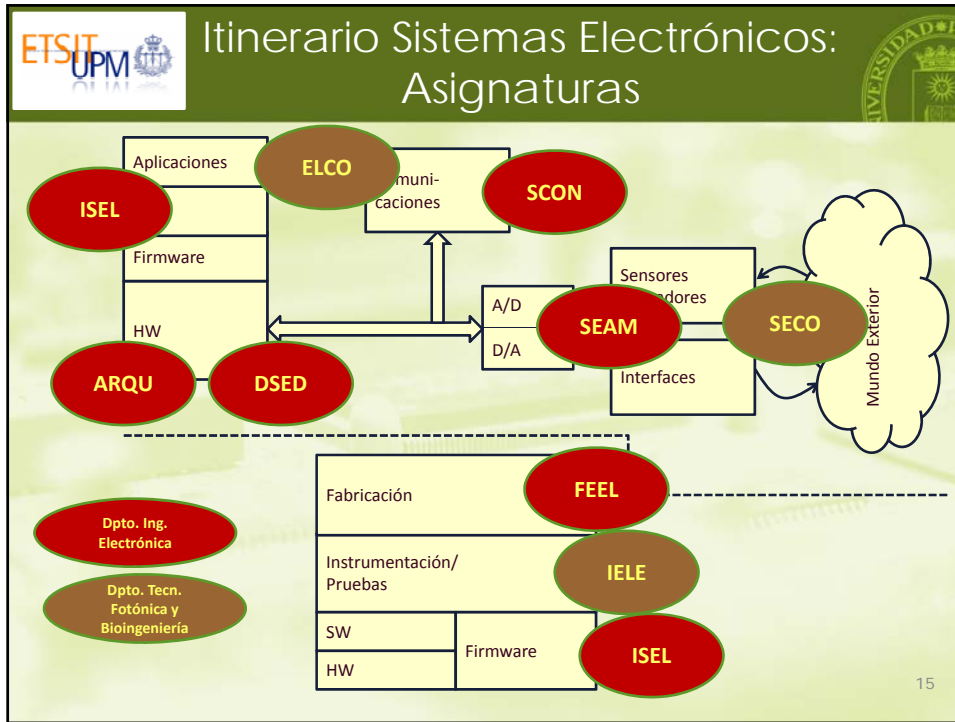 ETSIT
UPM
Itinerario Sistemas Electrónicos:
Asignaturas
Aplicaciones
ELCO
ISEL
caciones
SCON
Firmware
HW
ARQU
DSED
A/D
D/A
Sensores
SEAM
Interfaces
SECO
Mundo Exterior
Fabricación
FEEL
Instrumentación/
Pruebas
IELE
SW
HW
Firmware
ISEL
Dpto. Ing.
Electrónica
Dpto. Tecn.
Fotónica y
Bioingeniería
15